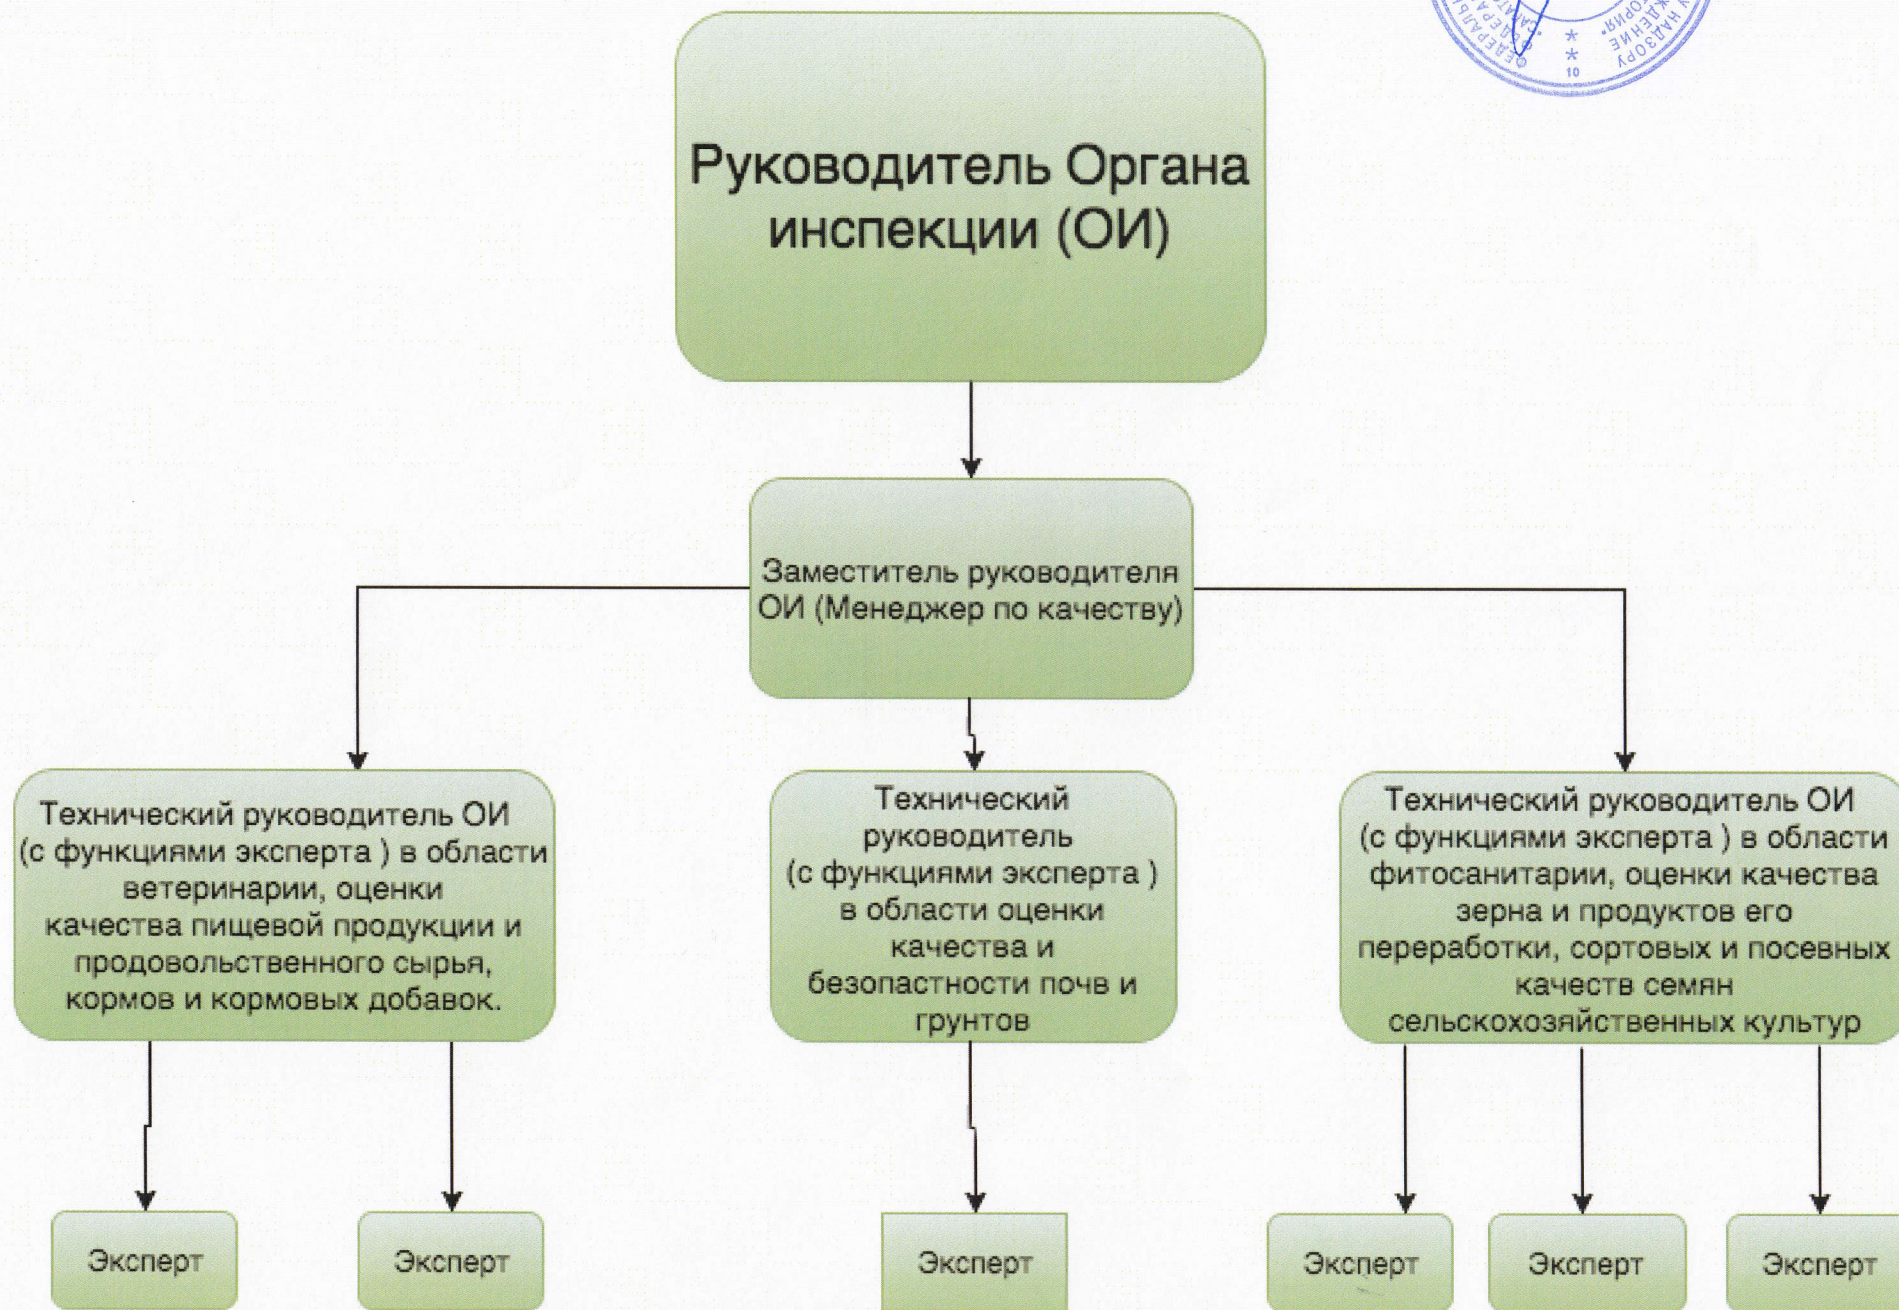 НАДЗОРУ
ФЕДЕРАЛЬ
10
Руководитель Органа
инспекции (ОИ)
Заместитель руководителя
ОИ (Менеджер по качеству)
Технический руководитель ОИ
(с функциями эксперта ) в области
ветеринарии, оценки
качества пищевой продукции и
продовольственного сырья,
кормов и кормовых добавок.
Технический
руководитель
(с функциями эксперта )
в области оценки
качества и
безопастности почв и
грунтов
Технический руководитель ОИ
(с функциями эксперта ) в области
фитосанитарии, оценки качества
зерна и продуктов его
переработки, сортовых и посевных
качеств семян
сельскохозяйственных культур
Эксперт
Эксперт
Эксперт
Эксперт
Эксперт
Эксперт